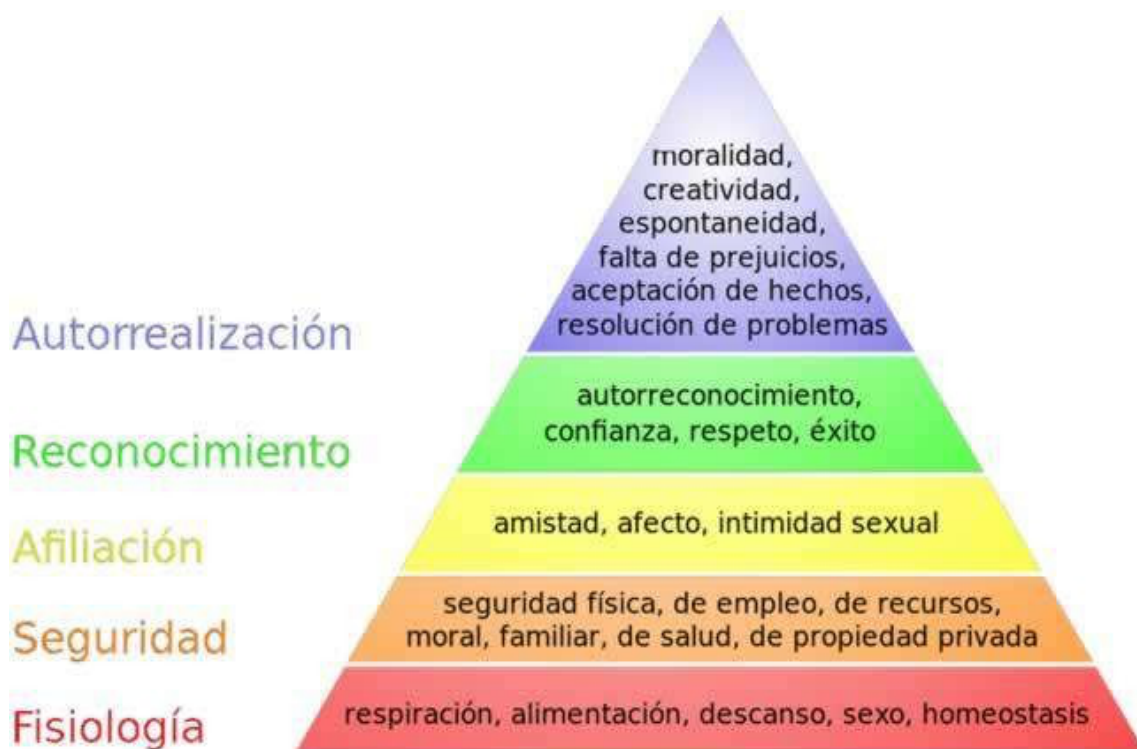 moralidad,
creatividad,
espontaneidad,
falta de prejuicios,
aceptación de hechos,
resolución de problemas
Autorrealización
autorreconocimiento,
confianza, respeto, éxito
Reconocimiento
amistad, afecto, intimidad sexual
Afiliación
seguridad física, de empleo, de recursos,
moral, familiar, de salud, de propiedad privada
Seguridad
respiración, alimentación, descanso, sexo, homeostasis
Fisiología